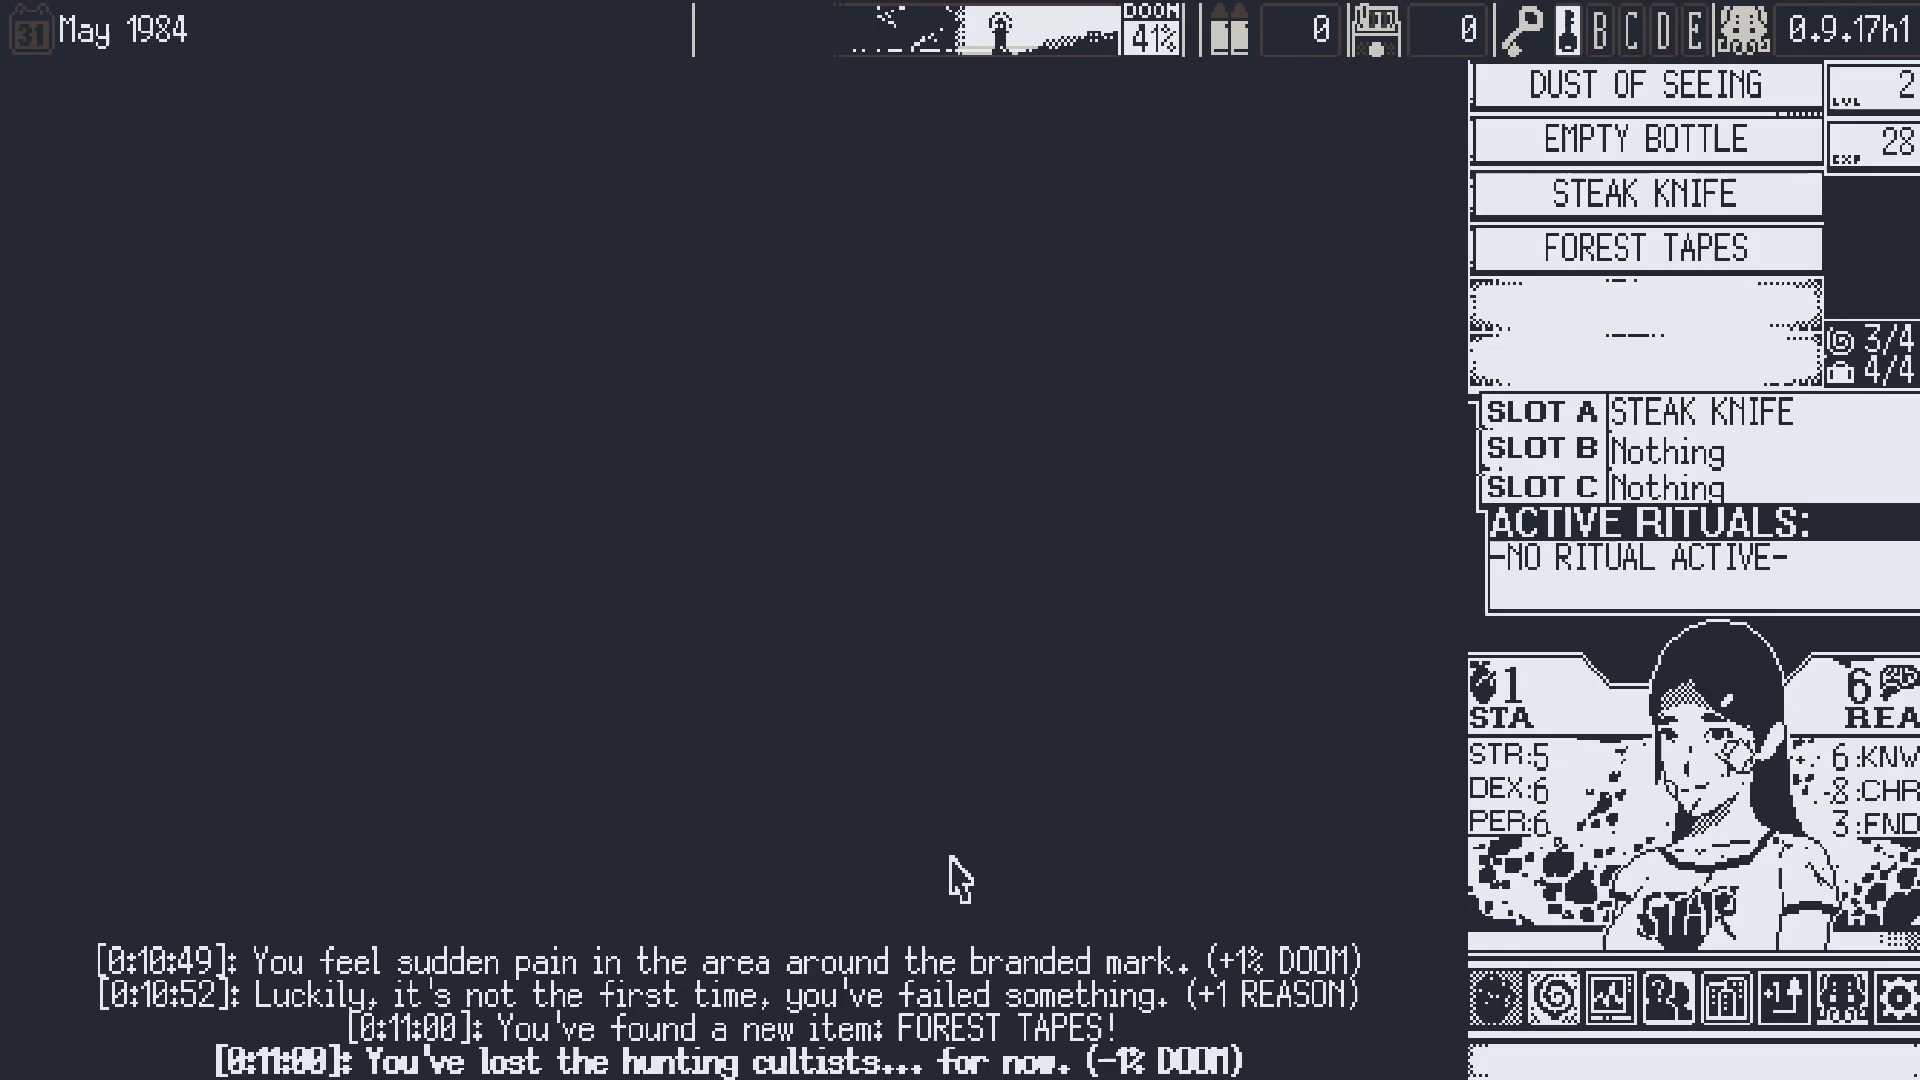 31 May 1984
DOOM
41%
0
0
B C D E
0.9.17h1
DUST OF SEEING
LVL 2
EMPTY BOTTLE
EXP 28
STEAK KNIFE
FOREST TAPES
3/4
4/4
SLOT A STEAK KNIFE
SLOT B Nothing
SLOT C Nothing
ACTIVE RITUALS:
-NO RITUAL ACTIVE-
1 6
STA REA
STR:5 6:KNW
DEX:6 8:CHR
PER:6 3:FND
STAR
+1
[0:10:49]: You feel sudden pain in the area around the branded mark. (+1% DOOM)
[0:10:52]: Luckily, it's not the first time, you've failed something. (+1 REASON)
[0:11:00]: You've found a new item: FOREST TAPES!
[0:11:00]: You've lost the hunting cultists... for now. (-1% DOOM)